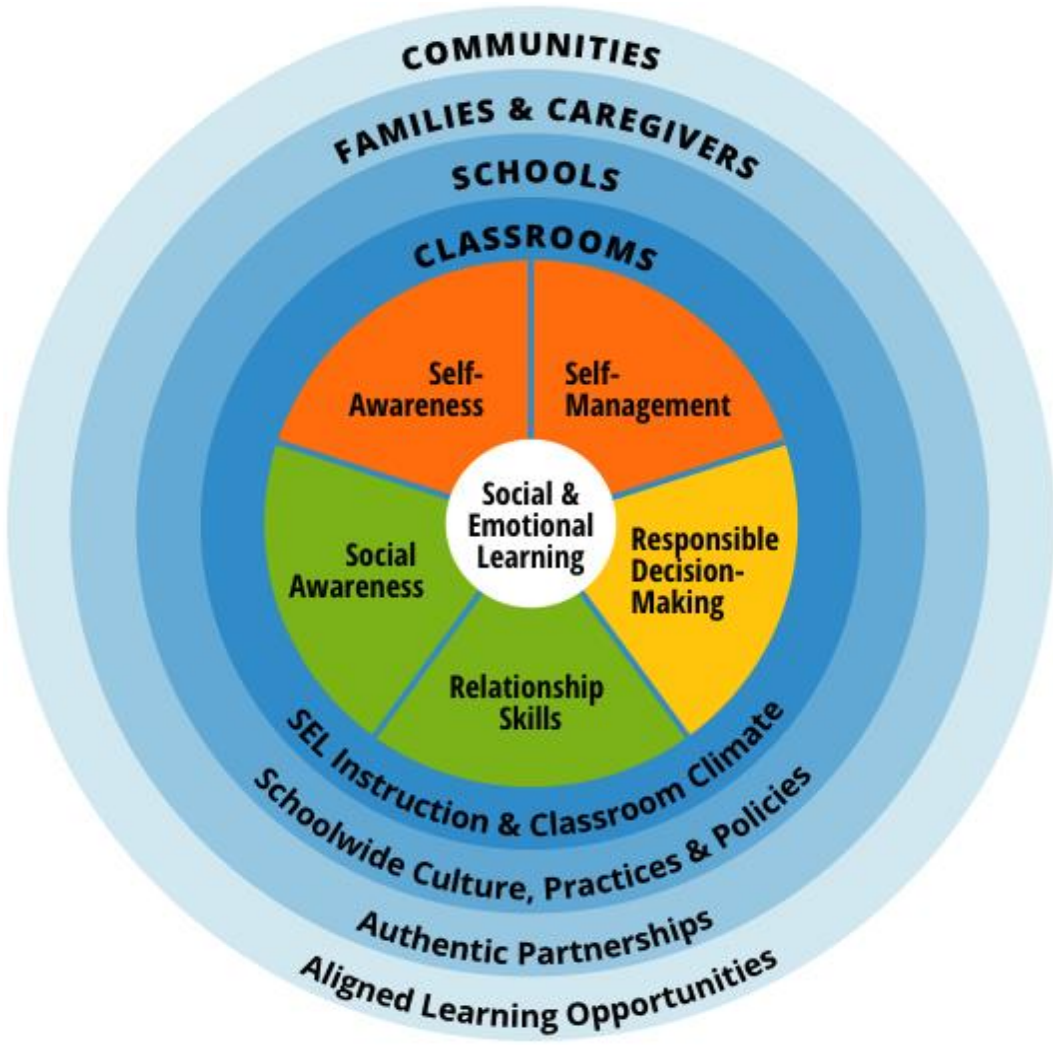 COMMUNITIES
FAMILIES & CAREGIVERS
SCHOOLS
CLASSROOMS
Self-
Awareness
Self-
Management
Social &
Emotional
Learning
Social
Awareness
Responsible
Decision-
Making
Relationship
Skills
SEL Instruction & Classroom Climate
Schoolwide Culture, Practices & Policies
Authentic Partnerships
Aligned Learning Opportunities